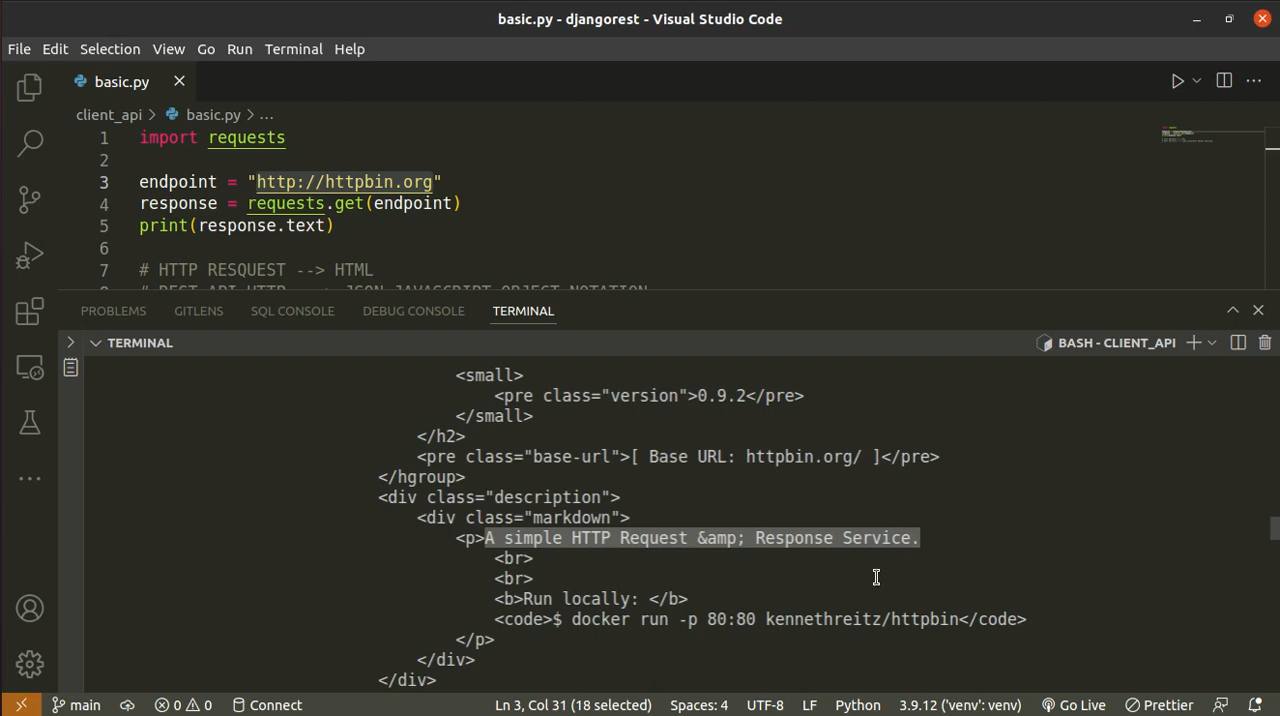 basic.py - djangorest - Visual Studio Code
File Edit Selection View Go Run Terminal Help
basic.py
client_api > basic.py > ...
1 import requests
2
3 endpoint = "http://httpbin.org"
4 response = requests.get(endpoint)
5 print(response.text)
6
7 # HTTP RESQUEST --> HTML
PROBLEMS GITLENS SQL CONSOLE DEBUG CONSOLE TERMINAL
TERMINAL BASH - CLIENT_API
<small>
<pre class="version">0.9.2</pre>
</small>
</h2>
<pre class="base-url">[ Base URL: httpbin.org/ ]</pre>
</hgroup>
<div class="description">
<div class="markdown">
<p>A simple HTTP Request &amp; Response Service.
<br>
<br>
<b>Run locally: </b>
<code>$ docker run -p 80:80 kennethreitz/httpbin</code>
</p>
</div>
</div>
main 0 0 Connect Ln 3, Col 31 (18 selected) Spaces: 4 UTF-8 LF Python 3.9.12 ('venv': venv) Go Live Prettier